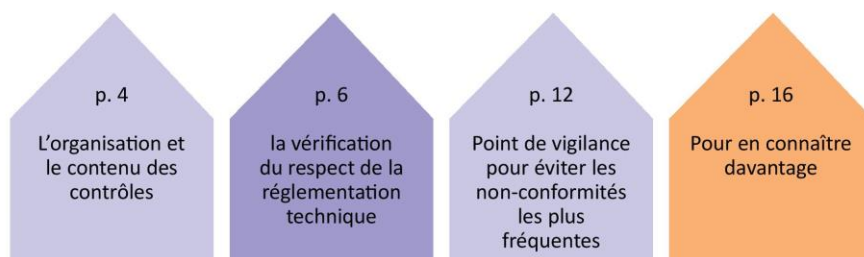 p. 4
L'organisation et
le contenu des
contrôles
p. 6
la vérification
du respect de la
réglementation
technique
p. 12
Point de vigilance
pour éviter les
non-conformités
les plus
fréquentes
p. 16
Pour en connaître
davantage